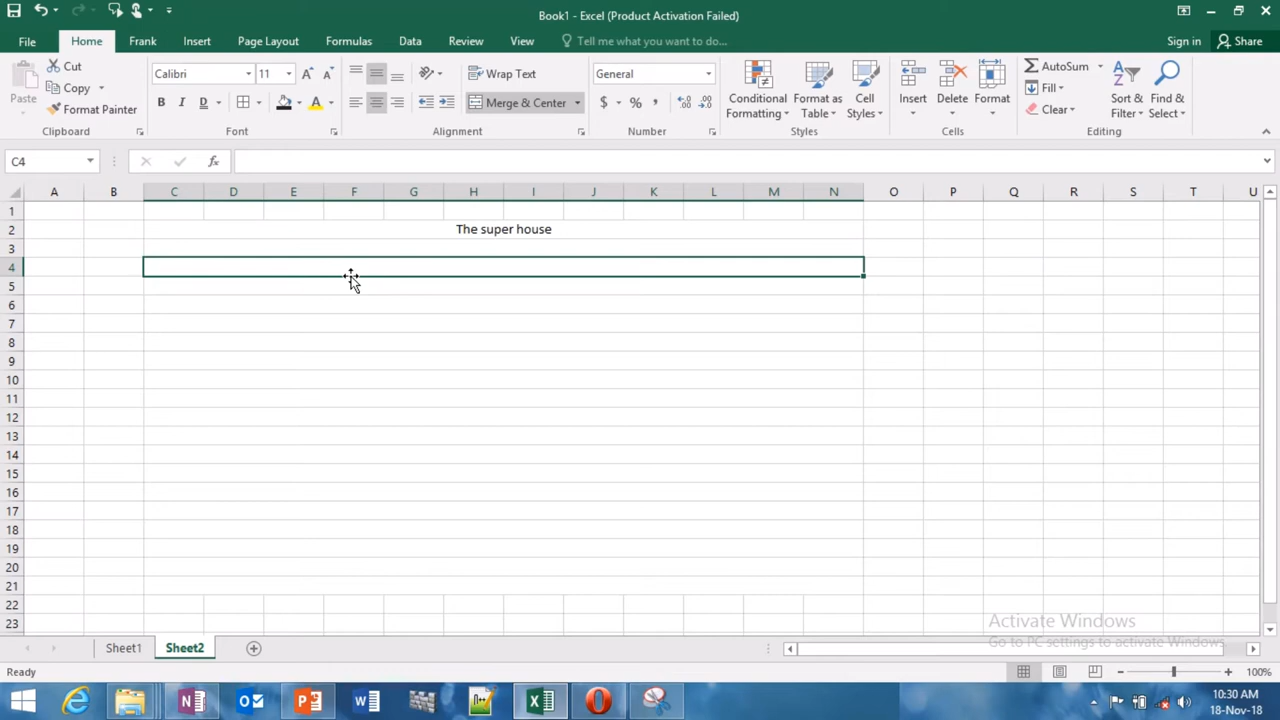 Book1 - Excel (Product Activation Failed)
File Home Frank Insert Page Layout Formulas Data Review View Tell me what you want to do... Sign in Share
Paste Cut Copy Format Painter Clipboard
Calibri 11 B I D A A Font
Wrap Text Merge & Center Alignment
General $ % , Number
Conditional Formatting Format as Table Cell Styles Styles
Insert Delete Format Cells
AutoSum Fill Clear Sort & Filter Find & Select Editing
C4 fx
A B C D E F G H I J K L M N O P Q R S T U
1
2 The super house
3
4
5
6
7
8
9
10
11
12
13
14
15
16
17
18
19
20
21
22
23
Activate Windows
Go to PC settings to activate Windows.
Sheet1 Sheet2
Ready 100%
10:30 AM
18-Nov-18